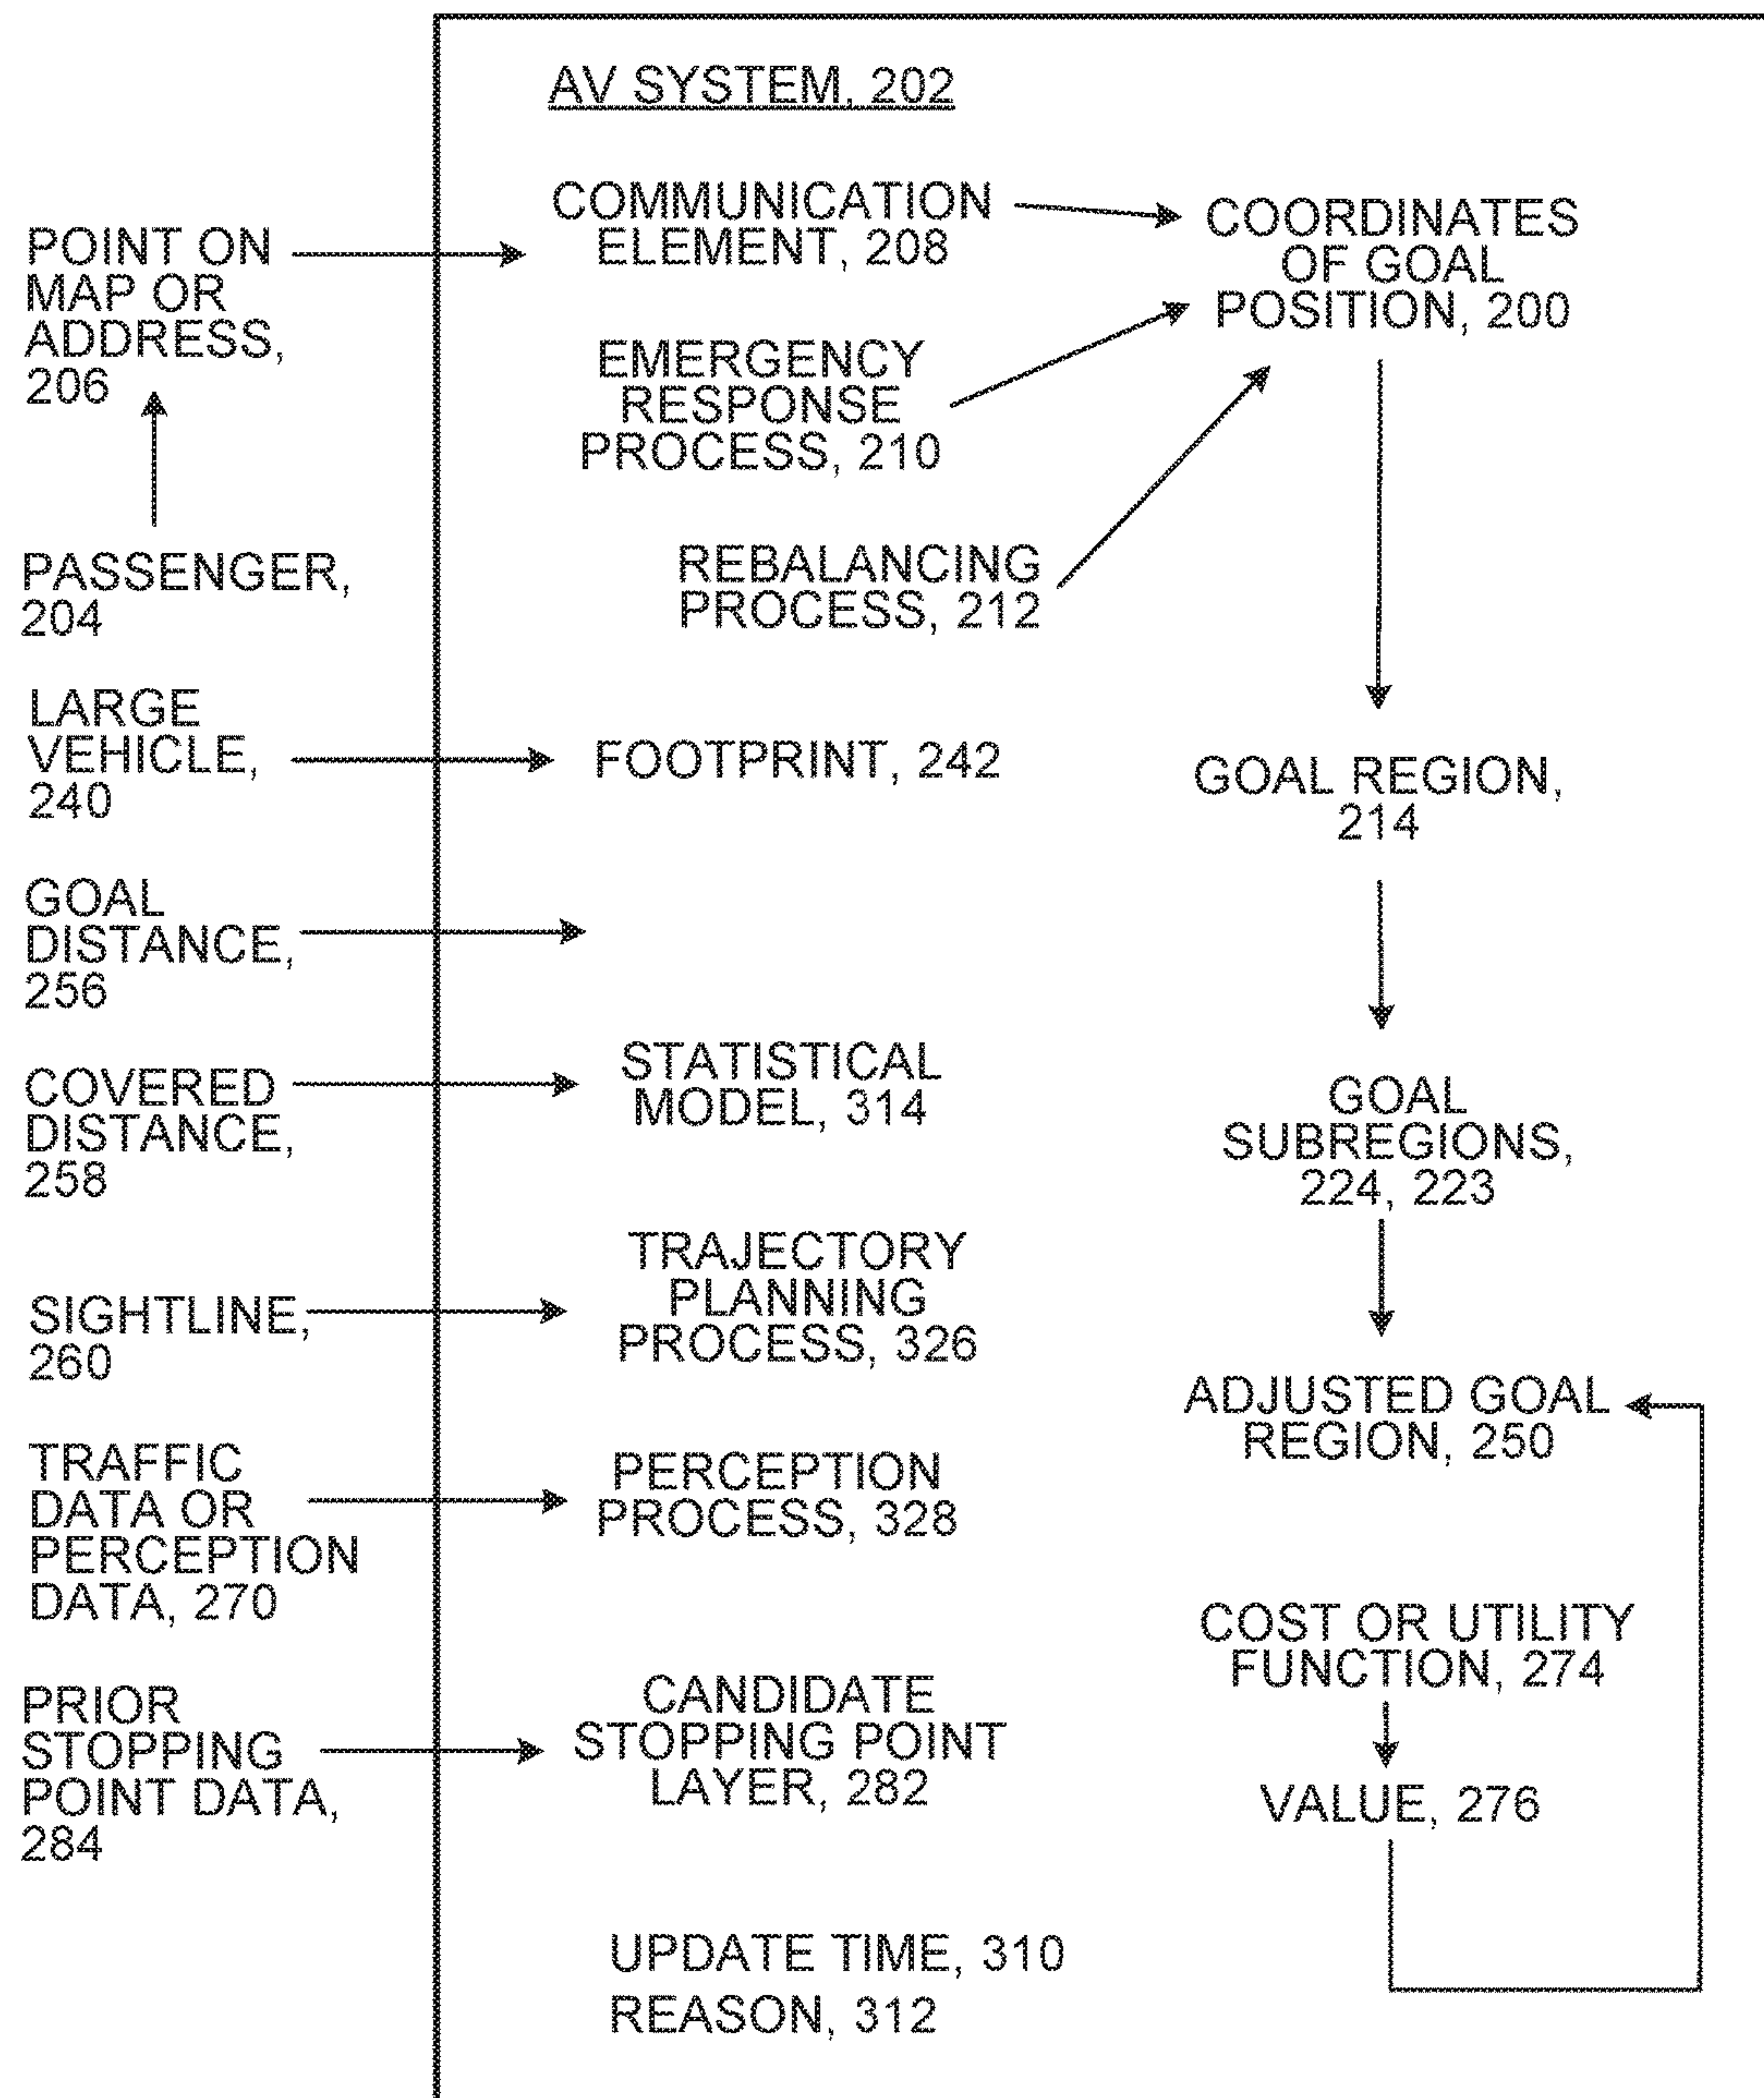 AV SYSTEM, 202
POINT ON
MAP OR
ADDRESS,
206
PASSENGER,
204
LARGE
VEHICLE,
240
GOAL
DISTANCE,
256
COVERED
DISTANCE,
258
SIGHTLINE,
260
TRAFFIC
DATA OR
PERCEPTION
DATA, 270
PRIOR
STOPPING
POINT DATA,
284
COMMUNICATION
ELEMENT, 208
EMERGENCY
RESPONSE
PROCESS, 210
REBALANCING
PROCESS, 212
FOOTPRINT, 242
STATISTICAL
MODEL, 314
TRAJECTORY
PLANNING
PROCESS, 326
PERCEPTION
PROCESS, 328
CANDIDATE
STOPPING POINT
LAYER, 282
UPDATE TIME, 310
REASON, 312
COORDINATES
OF GOAL
POSITION, 200
GOAL REGION,
214
GOAL
SUBREGIONS,
224, 223
ADJUSTED GOAL
REGION, 250
COST OR UTILITY
FUNCTION, 274
VALUE, 276